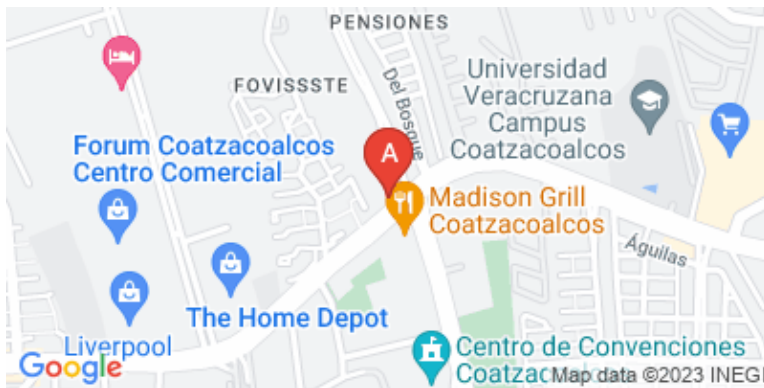 PENSIONES
FOVISSSTE
Del Bosque
Universidad
Veracruzana
Campus
Coatzacoalcos
Forum Coatzacoalcos
Centro Comercial
A
Madison Grill
Coatzacoalcos
Águilas
The Home Depot
Liverpool
Google
Centro de Convenciones
Map data ©2023 INEGI